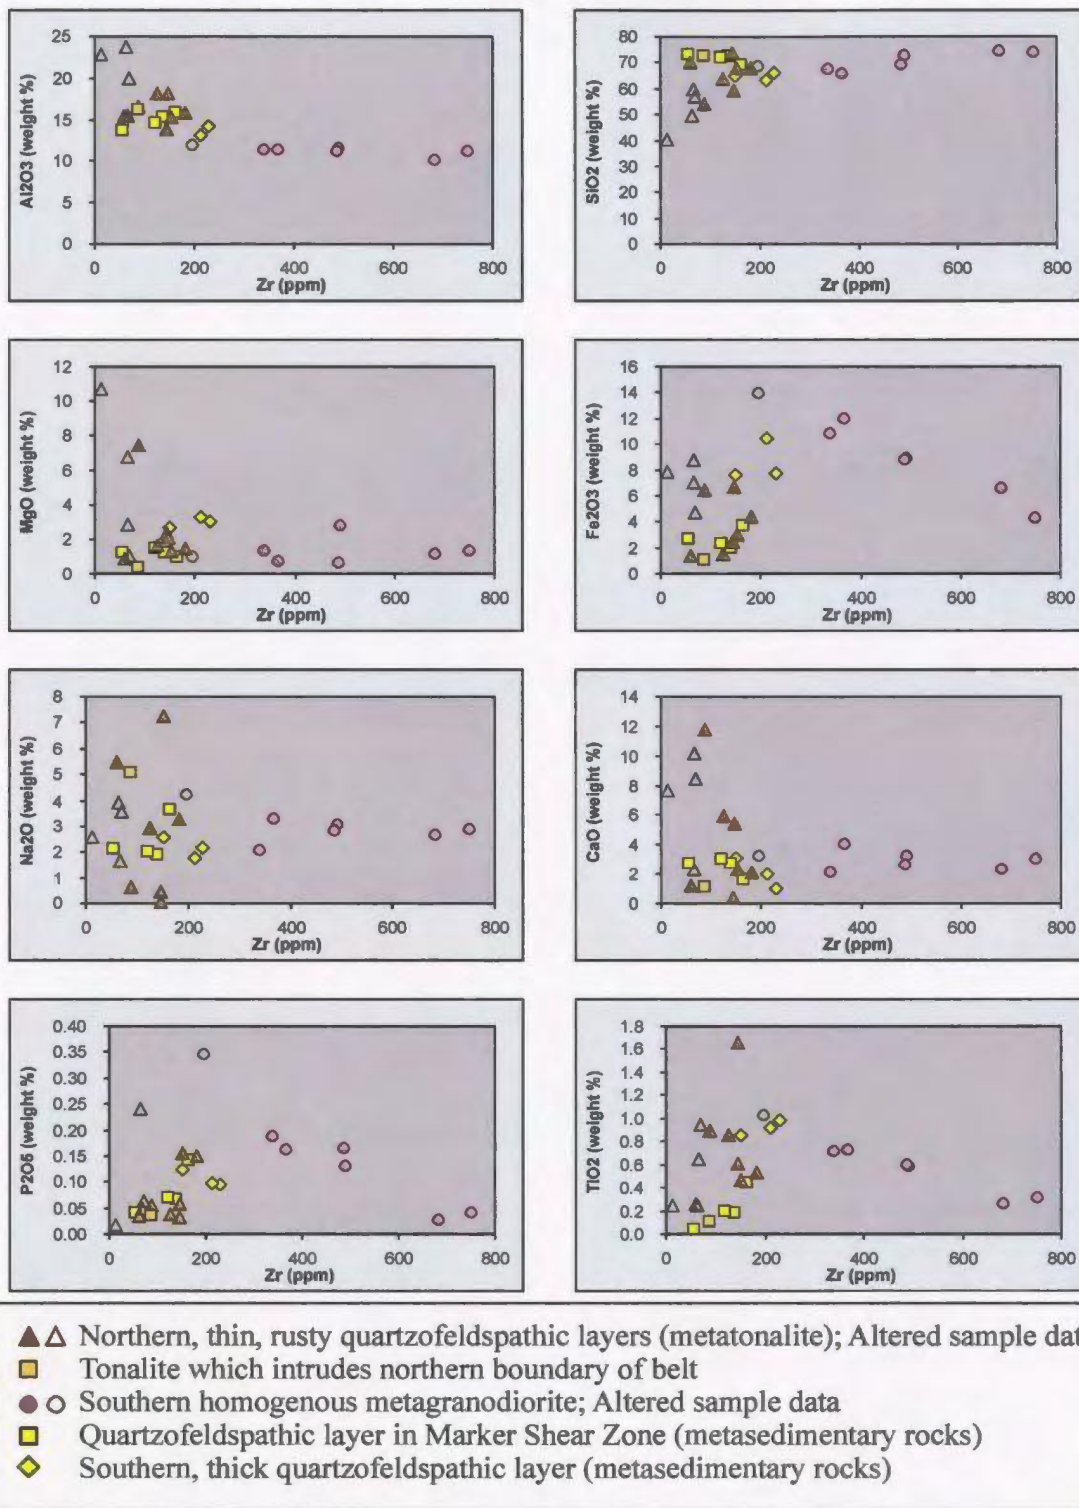 Al2O3 (weight %)
25
20
15
10
5
0
0 200 400 600 800
Zr (ppm)
SiO2 (weight %)
80
70
60
50
40
30
20
10
0
0 200 400 600 800
Zr (ppm)
MgO (weight %)
12
10
8
6
4
2
0
0 200 400 600 800
Zr (ppm)
Fe2O3 (weight %)
16
14
12
10
8
6
4
2
0
0 200 400 600 800
Zr (ppm)
Na2O (weight %)
8
7
6
5
4
3
2
1
0
0 200 400 600 800
Zr (ppm)
CaO (weight %)
14
12
10
8
6
4
2
0
0 200 400 600 800
Zr (ppm)
P2O5 (weight %)
0.40
0.35
0.30
0.25
0.20
0.15
0.10
0.05
0.00
0 200 400 600 800
Zr (ppm)
TiO2 (weight %)
1.8
1.6
1.4
1.2
1.0
0.8
0.6
0.4
0.2
0.0
0 200 400 600 800
Zr (ppm)
Northern, thin, rusty quartzofeldspathic layers (metatonalite); Altered sample dat
Tonalite which intrudes northern boundary of belt
Southern homogenous metagranodiorite; Altered sample data
Quartzofeldspathic layer in Marker Shear Zone (metasedimentary rocks)
Southern, thick quartzofeldspathic layer (metasedimentary rocks)